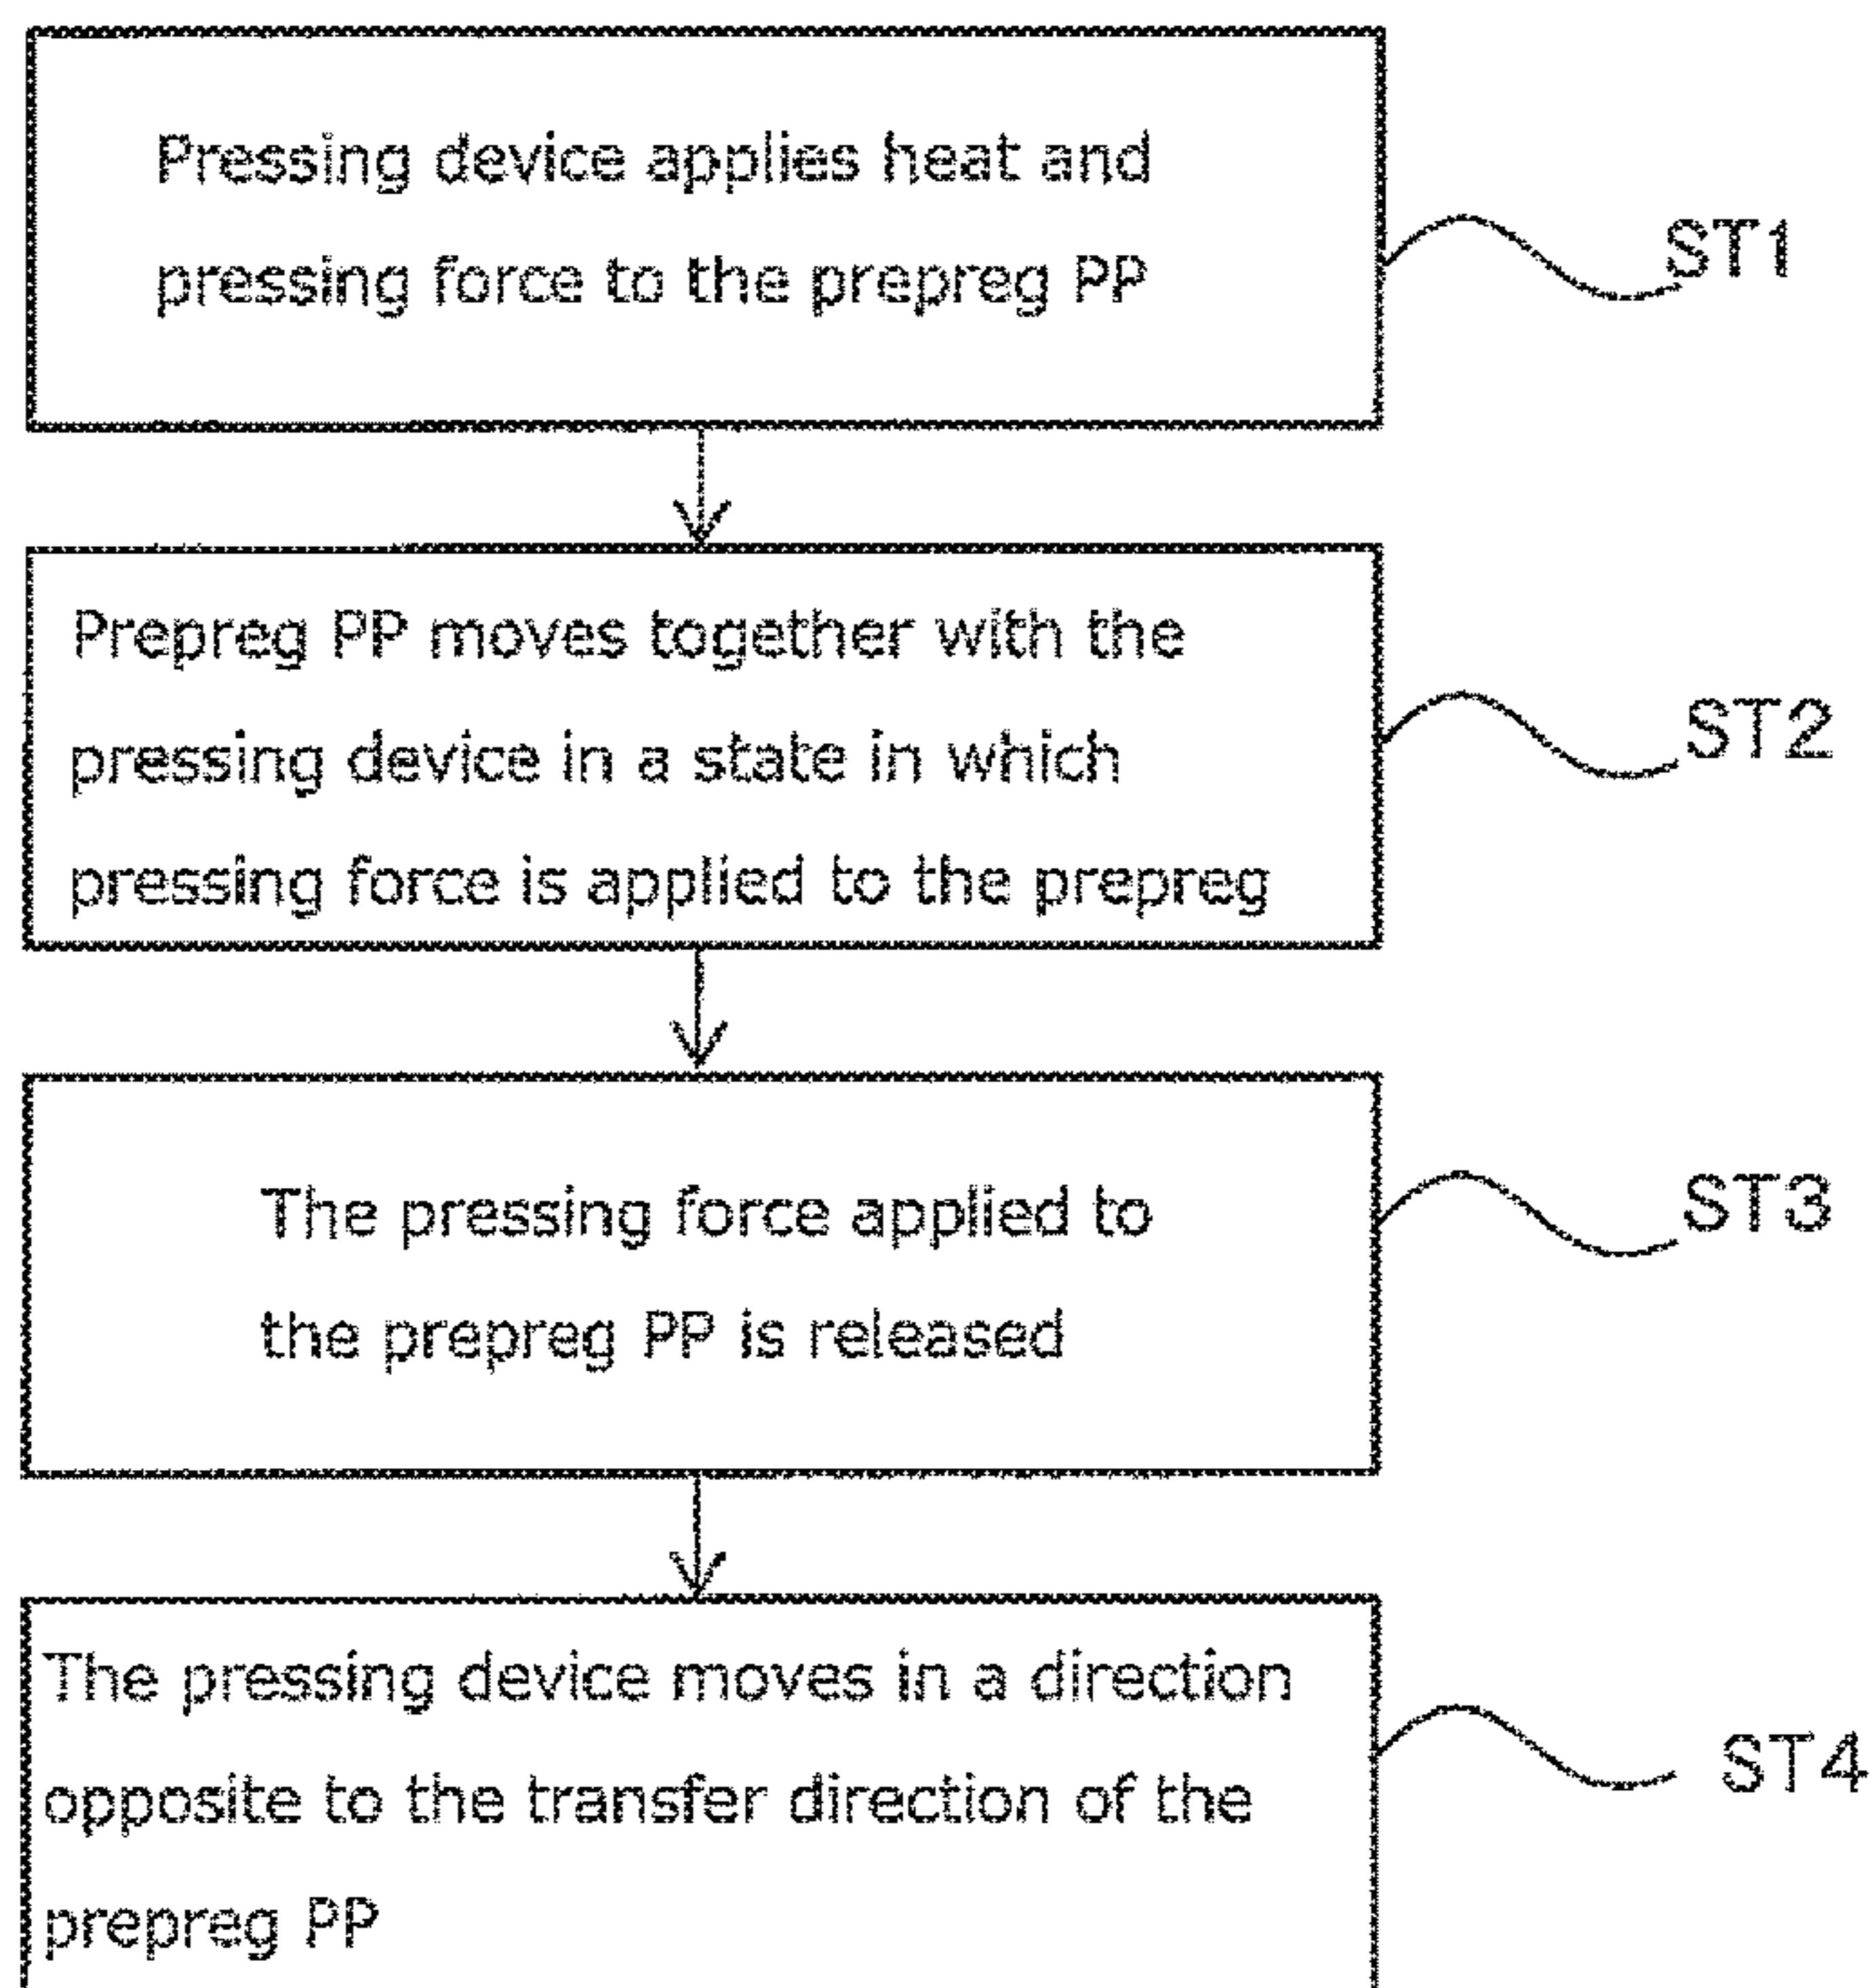 Pressing device applies heat and
pressing force to the prepreg PP
ST1
Prepreg PP moves together with the
pressing device in a state in which
pressing force is applied to the prepreg
ST2
The pressing force applied to
the prepreg PP is released
ST3
The pressing device moves in a direction
opposite to the transfer direction of the
prepreg PP
ST4